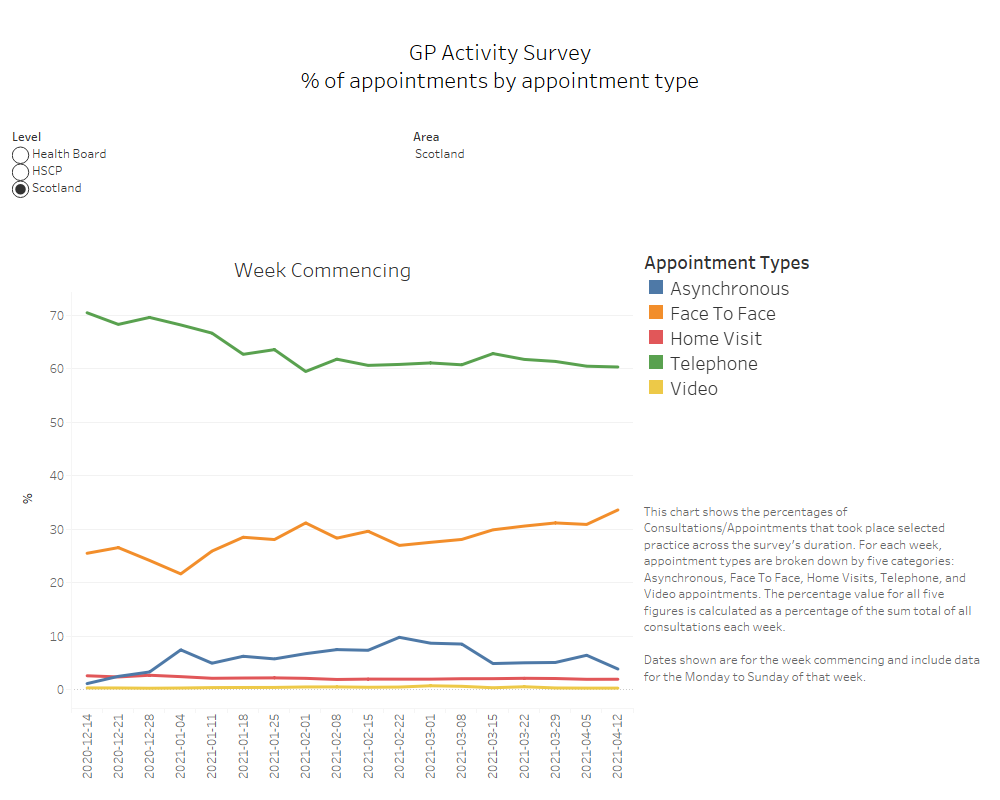 GP Activity Survey
% of appointments by appointment type
Level
Health Board
HSCP
Scotland
Area
Scotland
Week Commencing
70
60
50
40
30
20
10
0
%
2020-12-14
2020-12-21
2020-12-28
2021-01-04
2021-01-11
2021-01-18
2021-01-25
2021-02-01
2021-02-08
2021-02-15
2021-02-22
2021-03-01
2021-03-08
2021-03-15
2021-03-22
2021-03-29
2021-04-05
2021-04-12
Appointment Types
Asynchronous
Face To Face
Home Visit
Telephone
Video
This chart shows the percentages of
Consultations/Appointments that took place selected
practice across the survey's duration. For each week,
appointment types are broken down by five categories:
Asynchronous, Face To Face, Home Visits, Telephone, and
Video appointments. The percentage value for all five
figures is calculated as a percentage of the sum total of all
consultations each week.
Dates shown are for the week commencing and include data
for the Monday to Sunday of that week.